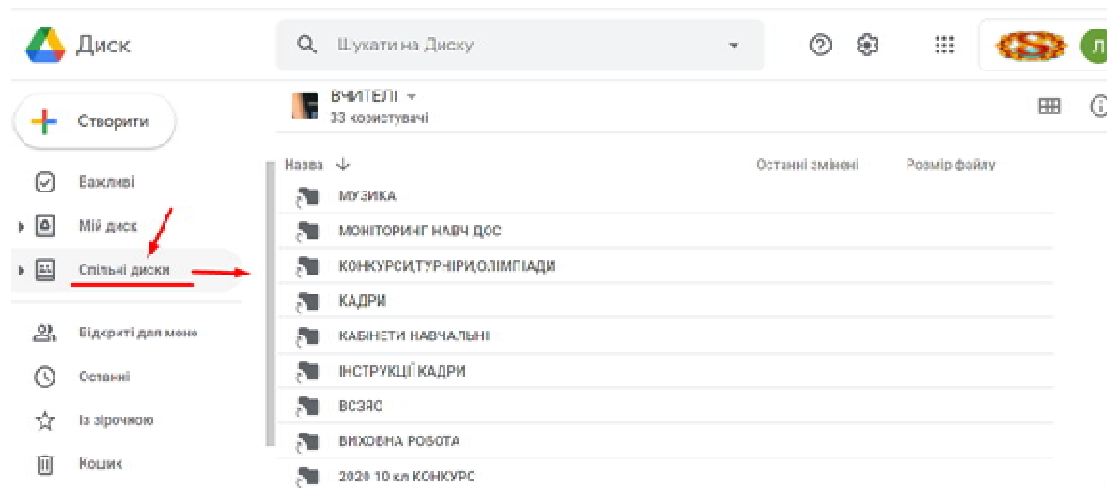 Диск
Шукати на Диску
Л
Створити
ВЧИТЕЛІ
33 користувачі
Назва
Останні змінені
Розмір файлу
Важливі
Мій диск
Спільні диски
Відкриті для мене
Останні
Із зірочкою
Кошик
МУЗИКА
МОНІТОРИНГ НАВЧ ДОС
КОНКУРСИ,ТУРНІРИ,ОЛІМПІАДИ
КАДРИ
КАБІНЕТИ НАВЧАЛЬНІ
ІНСТРУКЦІЇ КАДРИ
ВСЗЯО
ВИХОВНА РОБОТА
2020 10 кл КОНКУРС